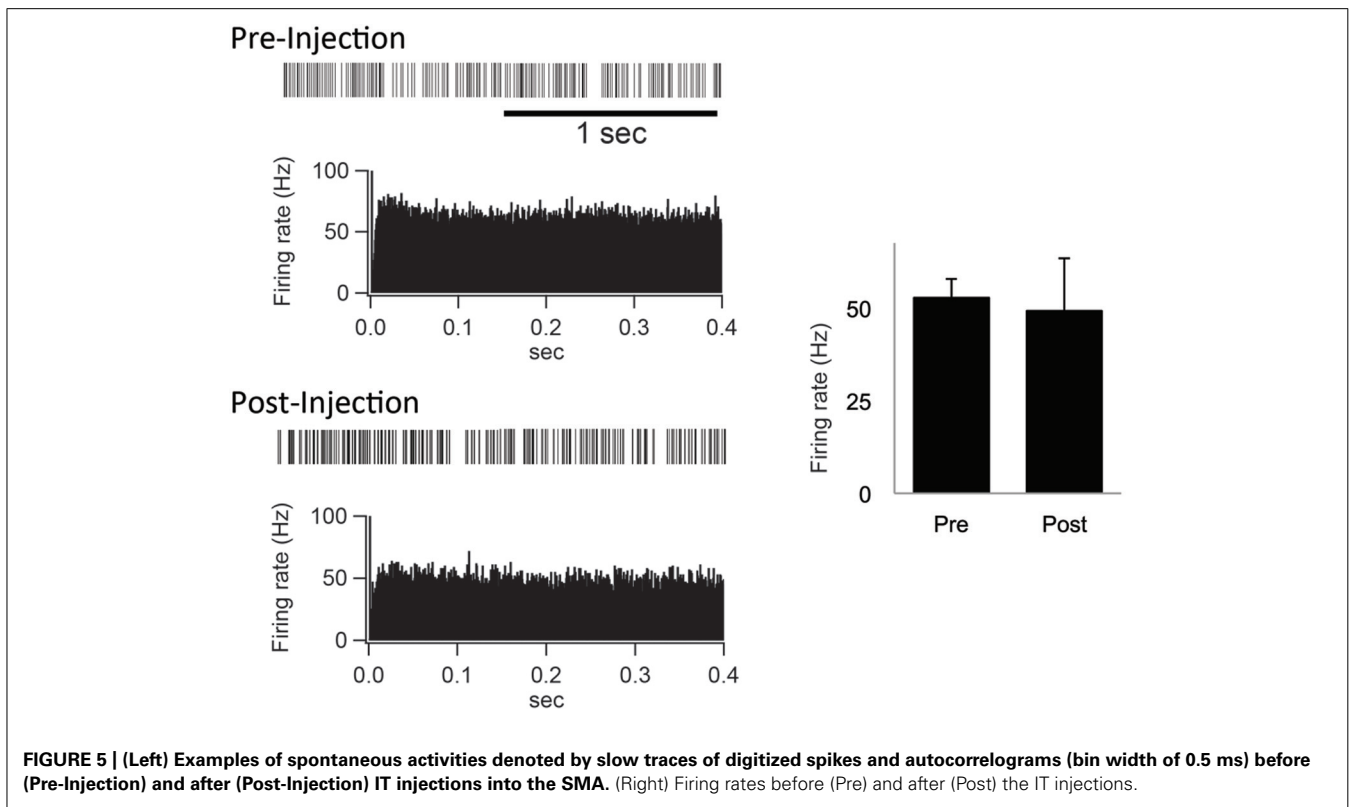 Pre-Injection
1 sec
Firing rate (Hz)
100
50
0
0.0 0.1 0.2 0.3 0.4
sec
Post-Injection
Firing rate (Hz)
100
50
0
0.0 0.1 0.2 0.3 0.4
sec
Firing rate (Hz)
50
25
0
Pre Post
FIGURE 5 | (Left) Examples of spontaneous activities denoted by slow traces of digitized spikes and autocorrelograms (bin width of 0.5 ms) before
(Pre-Injection) and after (Post-Injection) IT injections into the SMA. (Right) Firing rates before (Pre) and after (Post) the IT injections.